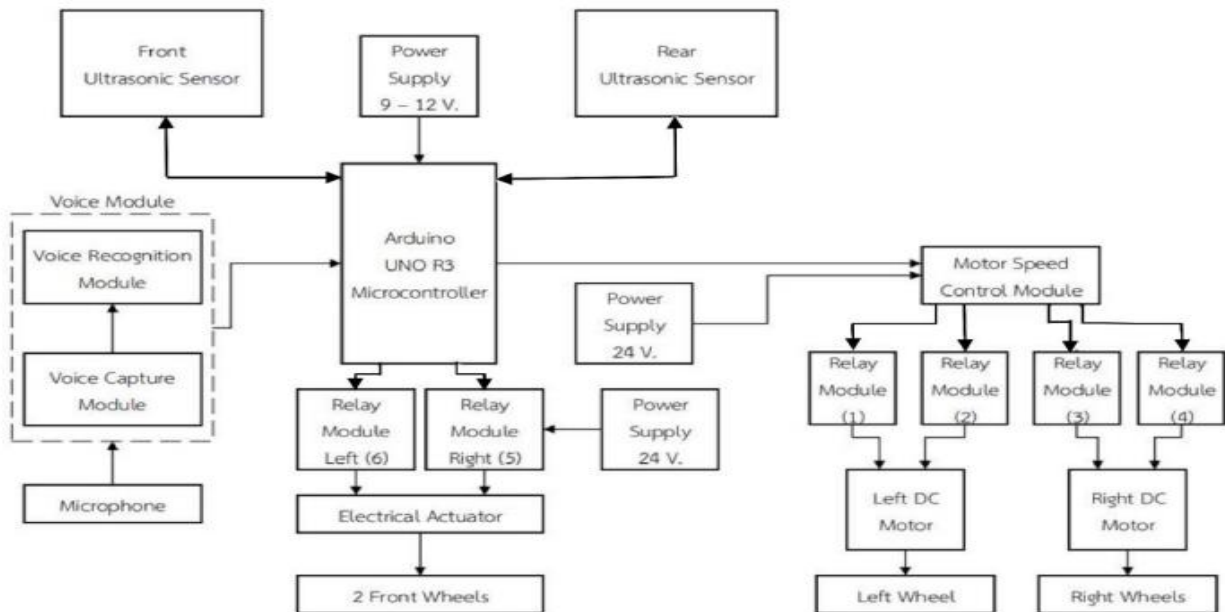 Front
Ultrasonic Sensor
Power
Supply
9 – 12 V.
Rear
Ultrasonic Sensor
Voice Module
Voice Recognition
Module
Voice Capture
Module
Microphone
Arduino
UNO R3
Microcontroller
Power
Supply
24 V.
Motor Speed
Control Module
Relay
Module
Left (6)
Relay
Module
Right (5)
Power
Supply
24 V.
Relay
Module
(1)
Relay
Module
(2)
Relay
Module
(3)
Relay
Module
(4)
Electrical Actuator
2 Front Wheels
Left DC
Motor
Right DC
Motor
Left Wheel
Right Wheels